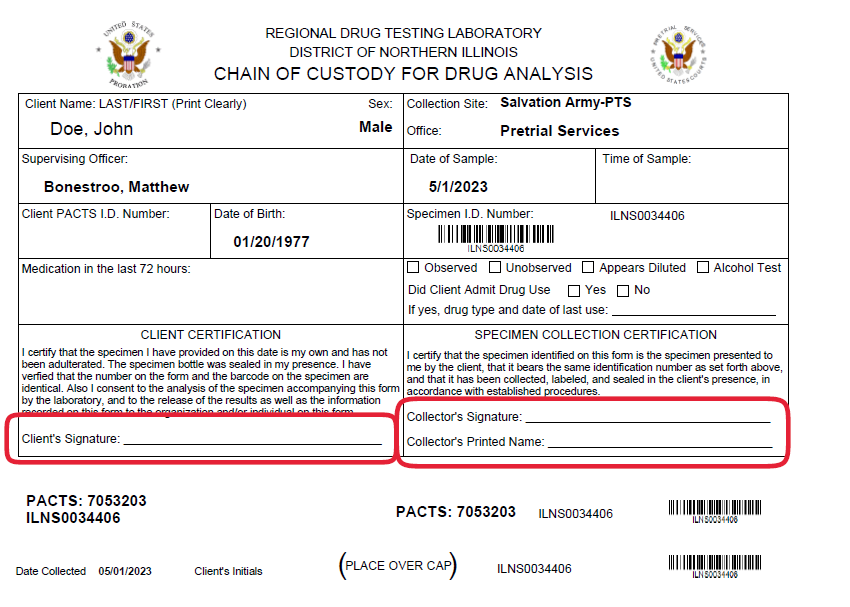 REGIONAL DRUG TESTING LABORATORY
DISTRICT OF NORTHERN ILLINOIS
CHAIN OF CUSTODY FOR DRUG ANALYSIS
UNITED STATES
PROBATION
PRETRIAL SERVICES
UNITED STATES COURTS
Client Name: LAST/FIRST (Print Clearly) Sex:
Doe, John Male
Collection Site: Salvation Army-PTS
Office: Pretrial Services
Supervising Officer:
Bonestroo, Matthew
Date of Sample:
5/1/2023
Time of Sample:
Client PACTS I.D. Number:
Date of Birth:
01/20/1977
Specimen I.D. Number: ILNS0034406
ILNS0034406
Medication in the last 72 hours:
Observed Unobserved Appears Diluted Alcohol Test
Did Client Admit Drug Use Yes No
If yes, drug type and date of last use:
CLIENT CERTIFICATION
I certify that the specimen I have provided on this date is my own and has not
been adulterated. The specimen bottle was sealed in my presence. I have
verfied that the number on the form and the barcode on the specimen are
identical. Also I consent to the analysis of the specimen accompanying this form
by the laboratory, and to the release of the results as well as the information
recorded on this form to the organization and/or individual on this form.
Client's Signature:
SPECIMEN COLLECTION CERTIFICATION
I certify that the specimen identified on this form is the specimen presented to
me by the client, that it bears the same identification number as set forth above,
and that it has been collected, labeled, and sealed in the client's presence, in
accordance with established procedures.
Collector's Signature:
Collector's Printed Name:
PACTS: 7053203
ILNS0034406
PACTS: 7053203 ILNS0034406
ILNS0034406
Date Collected 05/01/2023 Client's Initials (PLACE OVER CAP) ILNS0034406
ILNS0034406